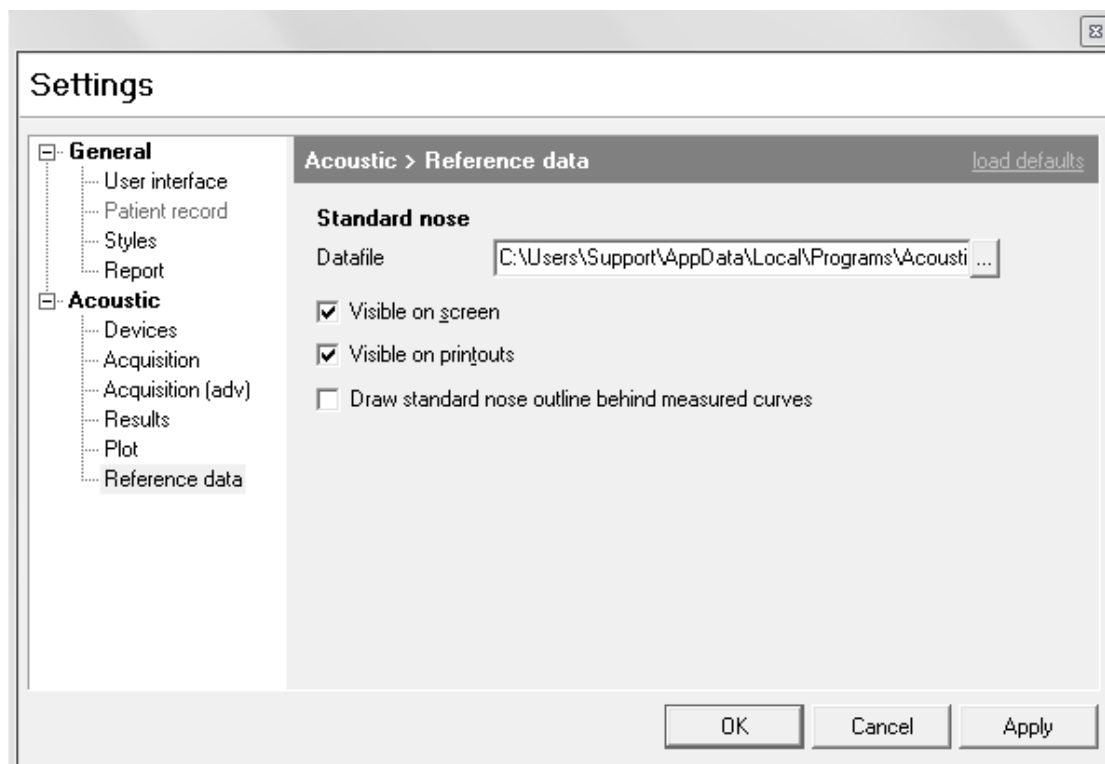 Settings
General
User interface
Patient record
Styles
Report
Acoustic
Devices
Acquisition
Acquisition (adv)
Results
Plot
Reference data
Acoustic > Reference data load defaults
Standard nose
Datafile C:\Users\Support\AppData\Local\Programs\Acousti ...
Visible on screen
Visible on printouts
Draw standard nose outline behind measured curves
OK Cancel Apply